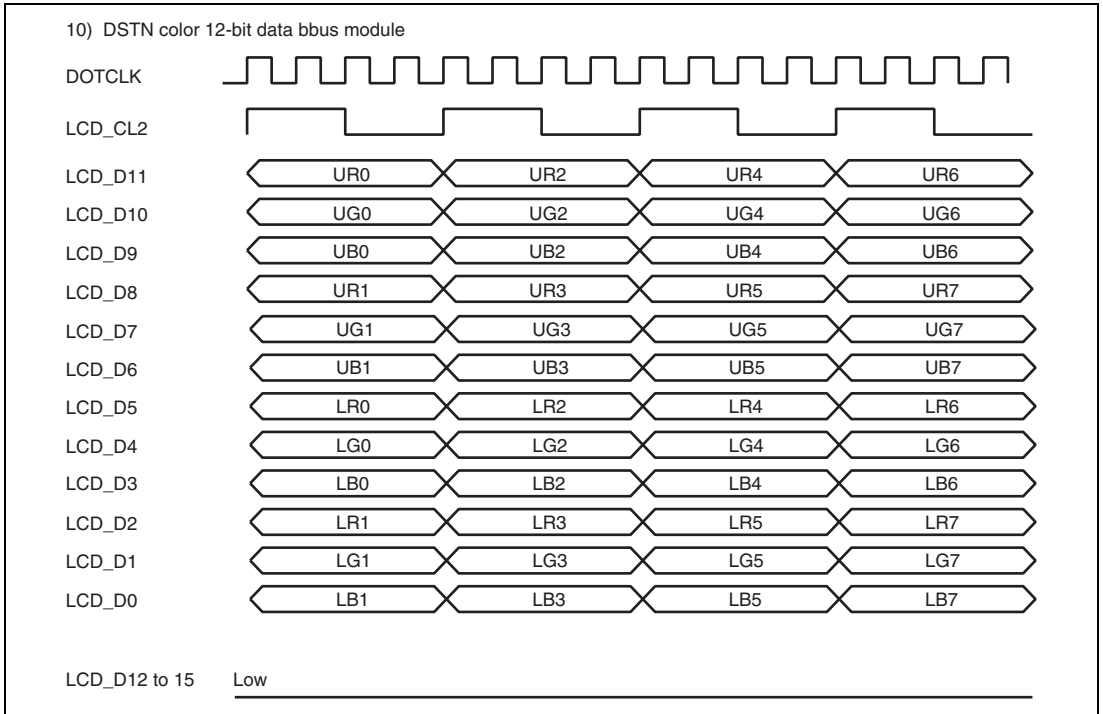 10) DSTN color 12-bit data bbus module
DOTCLK
LCD_CL2
LCD_D11 UR0 UR2 UR4 UR6
LCD_D10 UG0 UG2 UG4 UG6
LCD_D9 UB0 UB2 UB4 UB6
LCD_D8 UR1 UR3 UR5 UR7
LCD_D7 UG1 UG3 UG5 UG7
LCD_D6 UB1 UB3 UB5 UB7
LCD_D5 LR0 LR2 LR4 LR6
LCD_D4 LG0 LG2 LG4 LG6
LCD_D3 LB0 LB2 LB4 LB6
LCD_D2 LR1 LR3 LR5 LR7
LCD_D1 LG1 LG3 LG5 LG7
LCD_D0 LB1 LB3 LB5 LB7
LCD_D12 to 15 Low